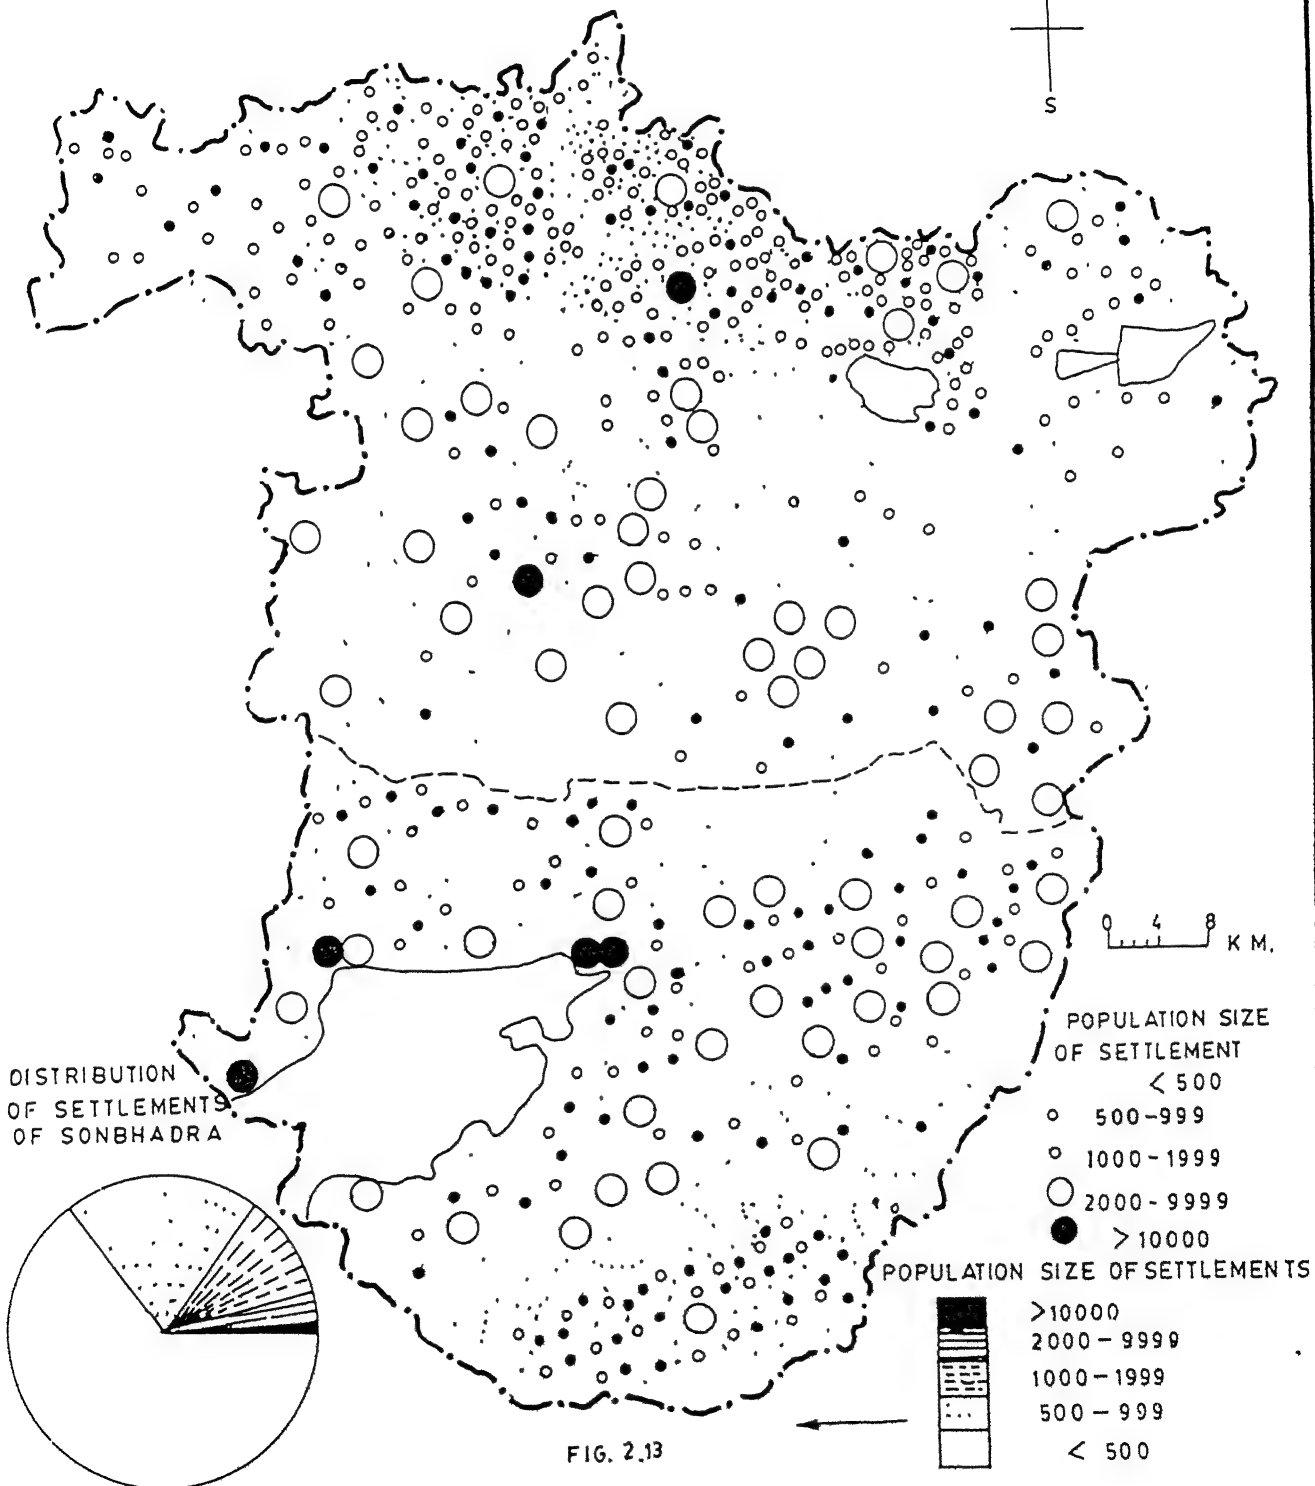 S
0 4 8 KM.
POPULATION SIZE
OF SETTLEMENT
< 500
500-999
1000-1999
2000-9999
>10000
DISTRIBUTION
OF SETTLEMENTS
OF SONBHADRA
POPULATION SIZE OF SETTLEMENTS
>10000
2000-9999
1000-1999
500-999
< 500
FIG. 2.13